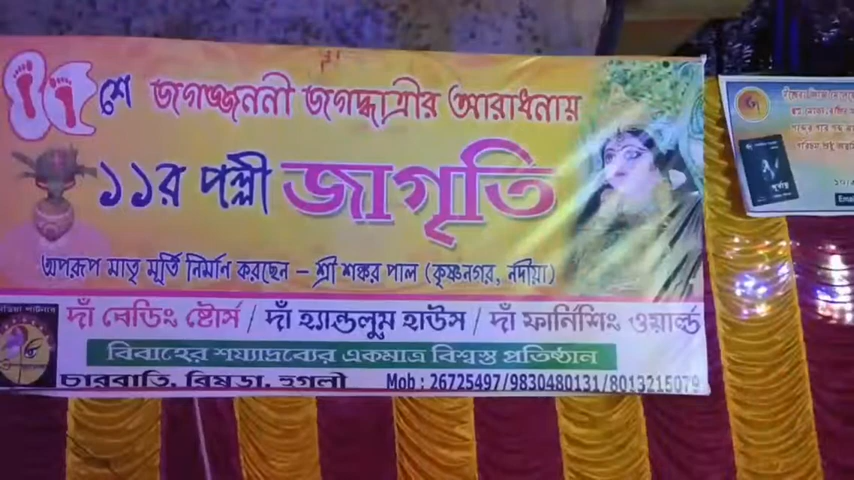 শে জগজ্জননী জগদ্ধাত্রীর আরাধনায়
১১র পল্লী জাগৃতি
অপরূপ মাতৃ মূর্তি নির্মাণ করছেন – শ্রী শঙ্কর পাল (কৃষ্ণনগর, নদীয়া)
দাঁ বেডিং ষ্টোর্স / দাঁ হ্যান্ডলুম হাউস / দাঁ ফার্নিশিং ওয়ার্ল্ড
বিবাহের শয্যাদ্রব্যের একমাত্র বিশ্বস্ত প্রতিষ্ঠান
চারবাতি, রিষড়া, হুগলী Mob : 26725497/9830480131/8013215079